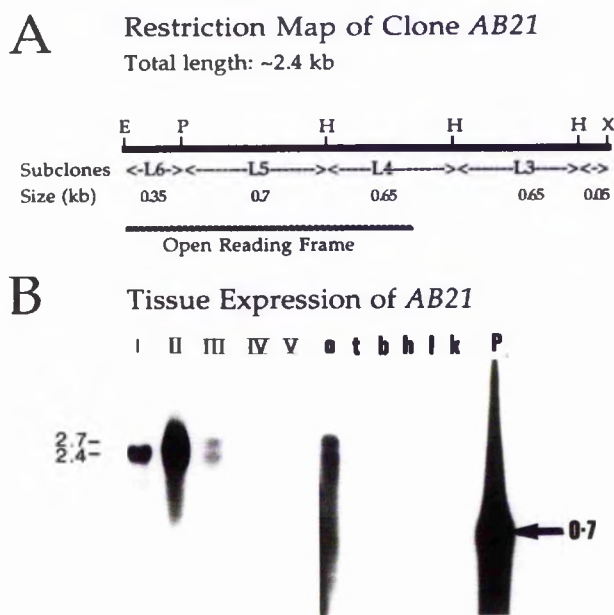 A Restriction Map of Clone AB21
Total length: ~2.4 kb
E P H H H X
Subclones <-L6-><------L5------><------L4------><------L3------><->
Size (kb) 0.35 0.7 0.65 0.65 0.05
Open Reading Frame
B Tissue Expression of AB21
I II III IV V o t b h l k P
2.7-
2.4-
0·7